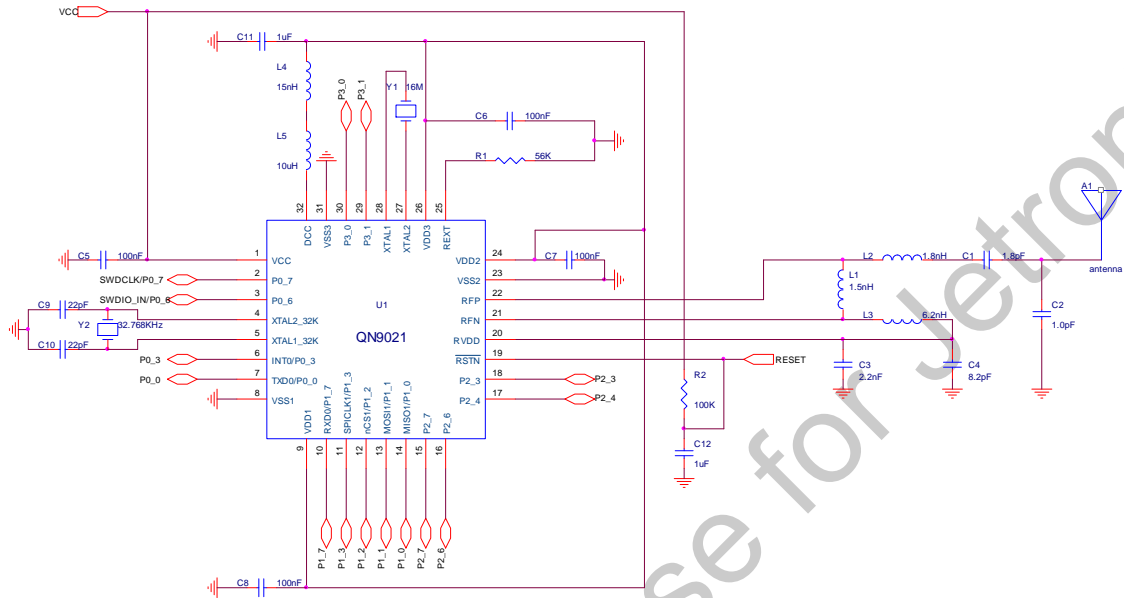 VCC
C11 1uF
L4
15nH
P3_0
P3_1
Y1 16M
C6 100nF
L5
10uH
R1 56K
A1
antenna
32 31 30 29 28 27 26 25
DCC VSS3 P3_0 P3_1 XTAL1 XTAL2 VDD3 REXT
C5 100nF
1 VCC
SWDCLK/P0_7
2 P0_7
SWDIO_IN/P0_6
3 P0_6
C9 22pF
4 XTAL2_32K
Y2 32.768KHz
C10 22pF
5 XTAL1_32K
P0_3
6 INT0/P0_3
P0_0
7 TXD0/P0_0
8 VSS1
U1
QN9021
VDD2 24
C7 100nF
VSS2 23
RFP 22
RFN 21
RVDD 20
RSTN 19
RESET
P2_3 18
P2_3
P2_4 17
P2_4
L2 1.8nH
C1 1.8pF
L1
1.5nH
L3 6.2nH
C2
1.0pF
C3
2.2nF
C4
8.2pF
R2
100K
C12
1uF
VDD1 RXD0/P1_7 SPICLK1/P1_3 nCS1/P1_2 MOSI1/P1_1 MISO1/P1_0 P2_7 P2_6
9 10 11 12 13 14 15 16
P1_7 P1_3 P1_2 P1_1 P1_0 P2_7 P2_6
C8 100nF
se for Jetron